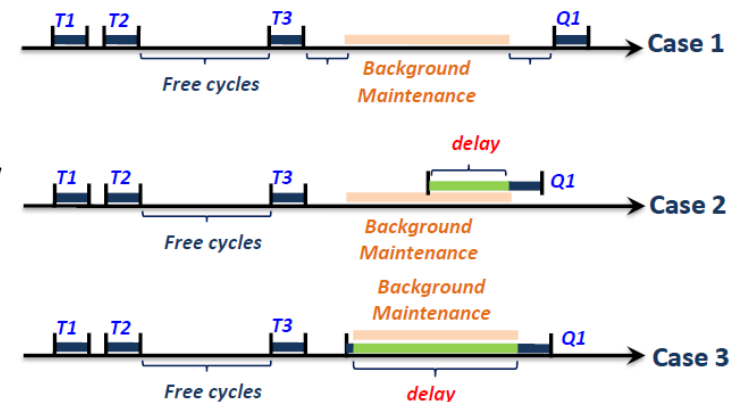 T1 T2 T3 Q1
Case 1
Free cycles
Background
Maintenance
delay
T1 T2 T3 Q1
Case 2
Free cycles
Background
Maintenance
Background
Maintenance
T1 T2 T3 Q1
Case 3
Free cycles
delay